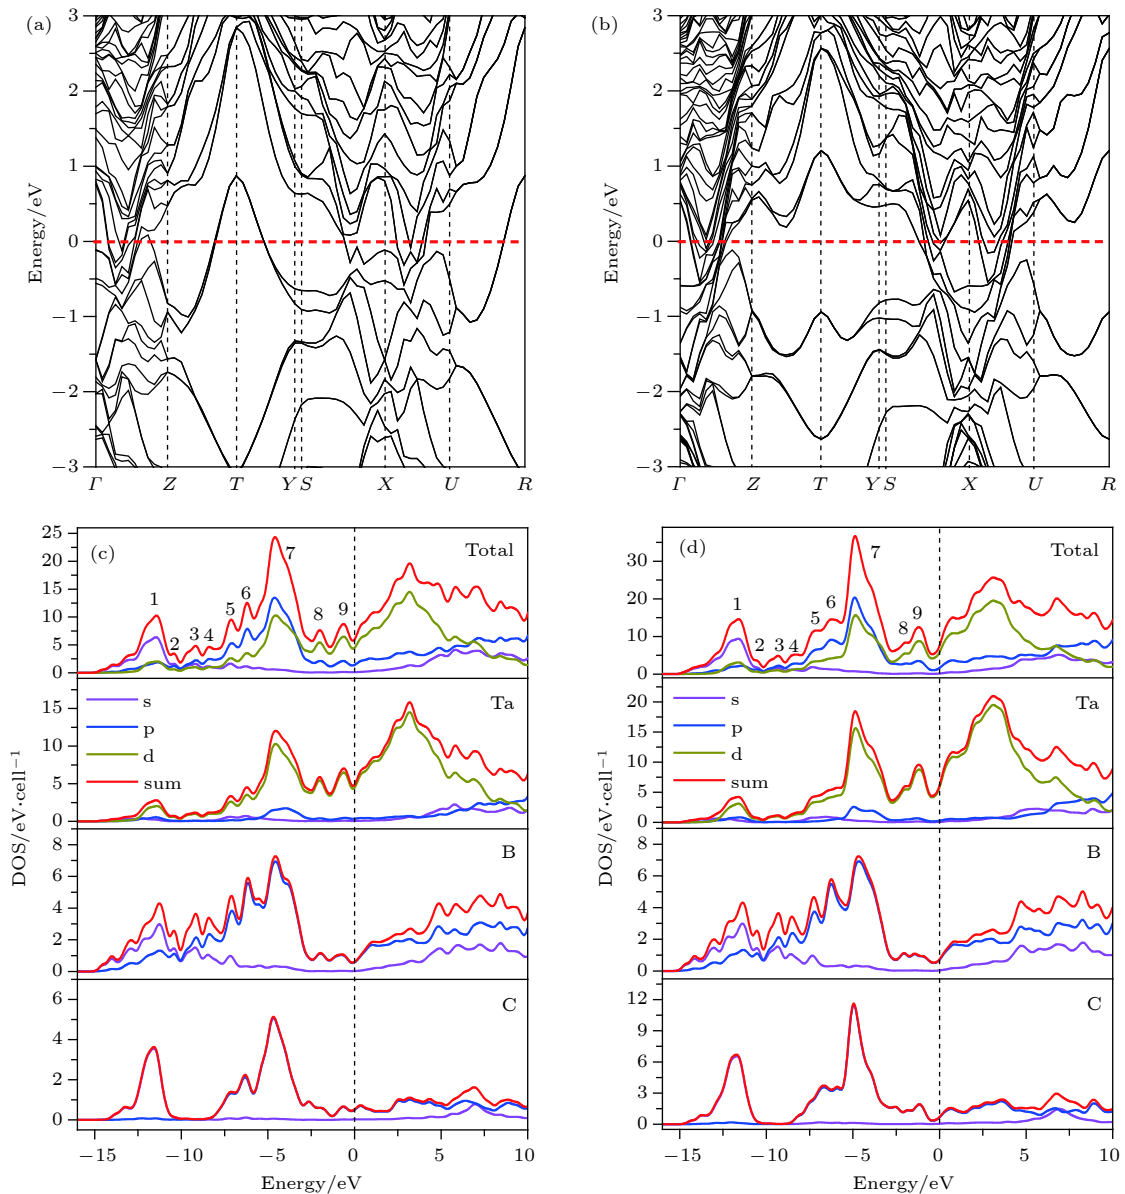 (a)
3
2
1
0
−1
−2
−3
Energy/eV
Γ Z T Y S X U R
(b)
3
2
1
0
−1
−2
−3
Energy/eV
Γ Z T Y S X U R
(c)
Total
25
20
15
10
5
0
1 2 3 4 5 6 7 8 9
Ta
s
p
d
sum
15
10
5
0
B
8
6
4
2
0
C
6
4
2
0
DOS/eV·cell⁻¹
−15 −10 −5 0 5 10
Energy/eV
(d)
Total
30
20
10
0
1 2 3 4 5 6 7 8 9
Ta
s
p
d
sum
20
15
10
5
0
B
8
6
4
2
0
C
12
9
6
3
0
DOS/eV·cell⁻¹
−15 −10 −5 0 5 10
Energy/eV